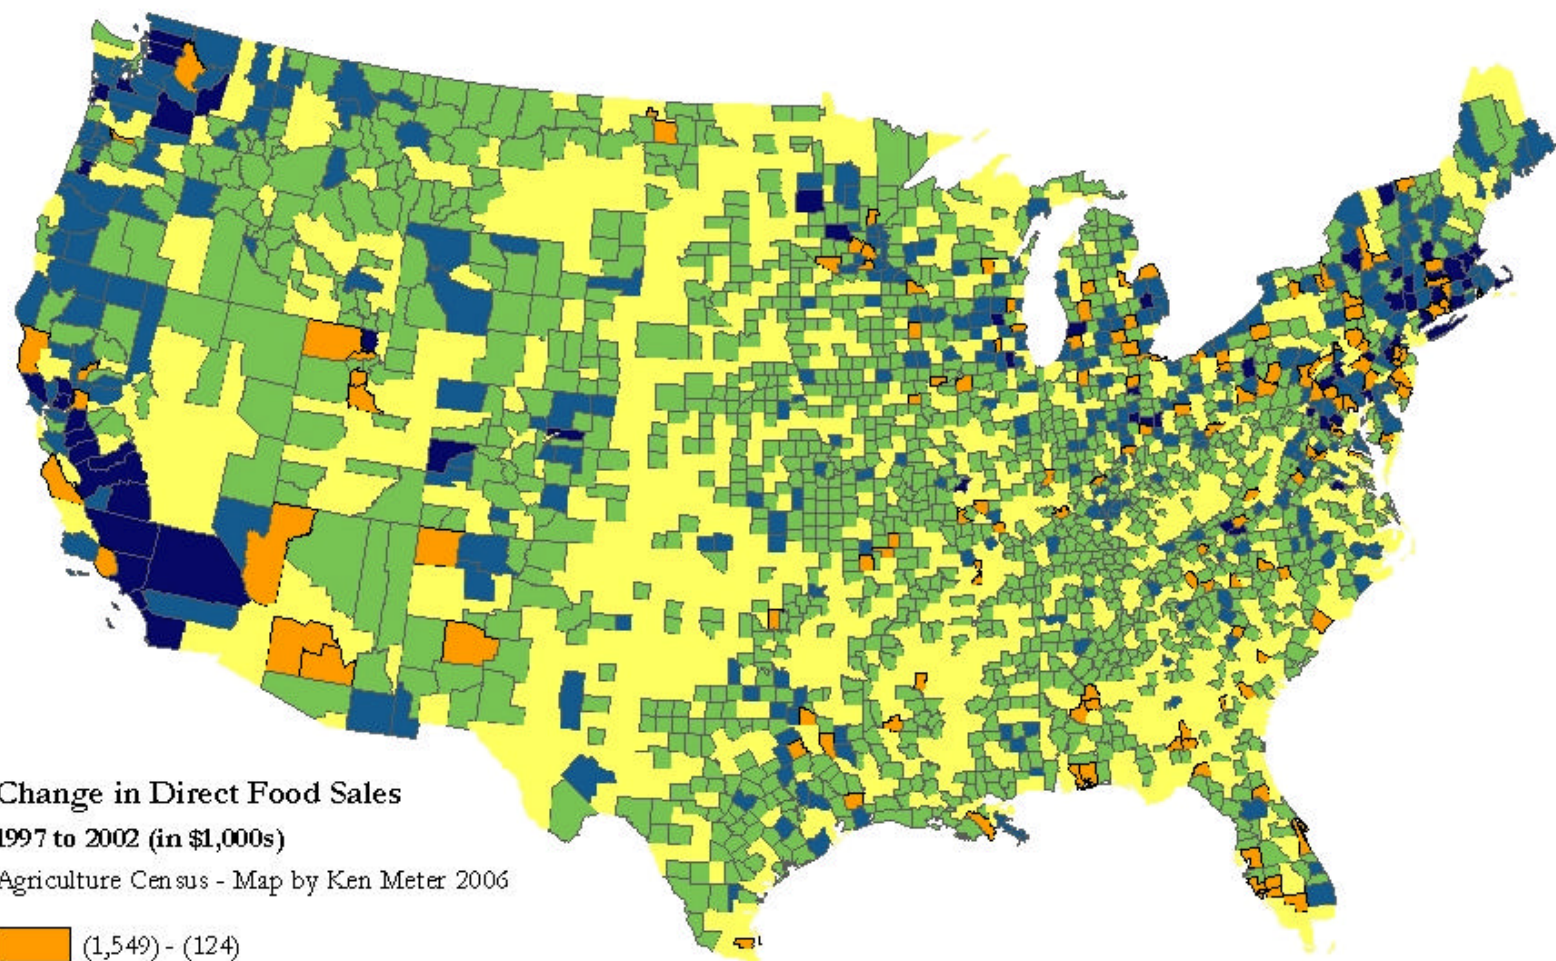 Change in Direct Food Sales
1997 to 2002 (in $1,000s)
Agriculture Census - Map by Ken Meter 2006
(1,549) - (124)